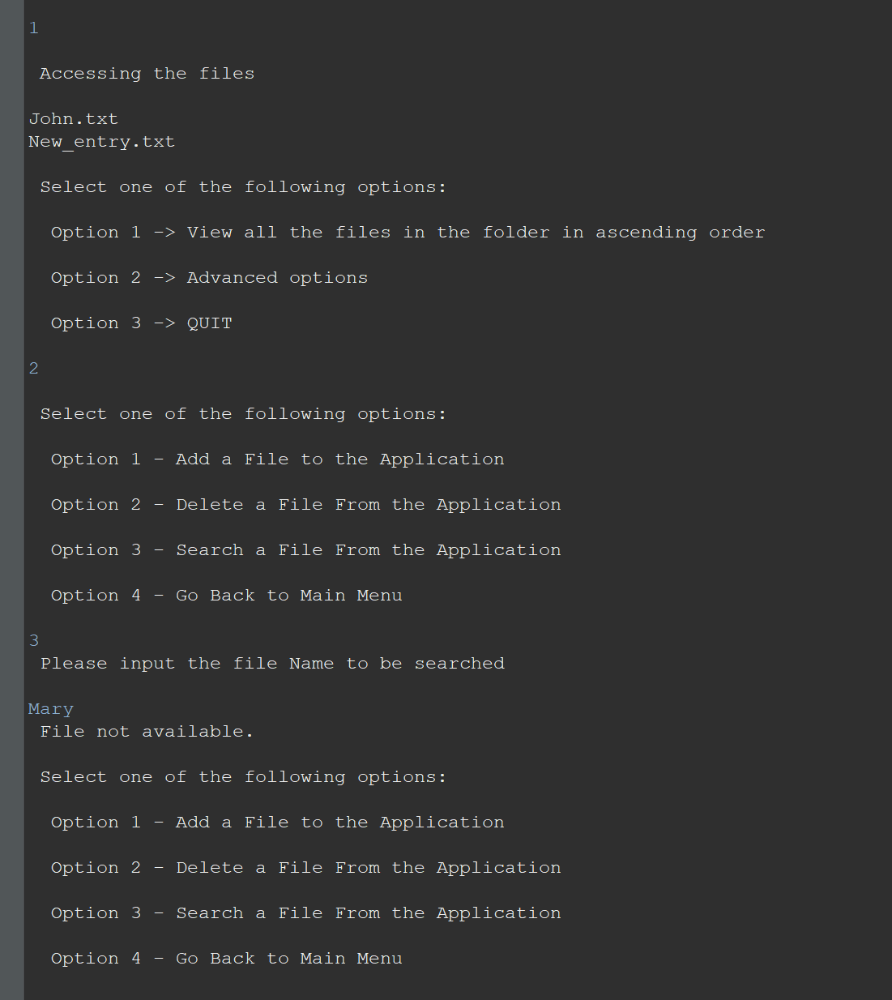 1
Accessing the files
John.txt
New_entry.txt
Select one of the following options:
Option 1 -> View all the files in the folder in ascending order
Option 2 -> Advanced options
Option 3 -> QUIT
2
Select one of the following options:
Option 1 - Add a File to the Application
Option 2 - Delete a File From the Application
Option 3 - Search a File From the Application
Option 4 - Go Back to Main Menu
3
Please input the file Name to be searched
Mary
File not available.
Select one of the following options:
Option 1 - Add a File to the Application
Option 2 - Delete a File From the Application
Option 3 - Search a File From the Application
Option 4 - Go Back to Main Menu